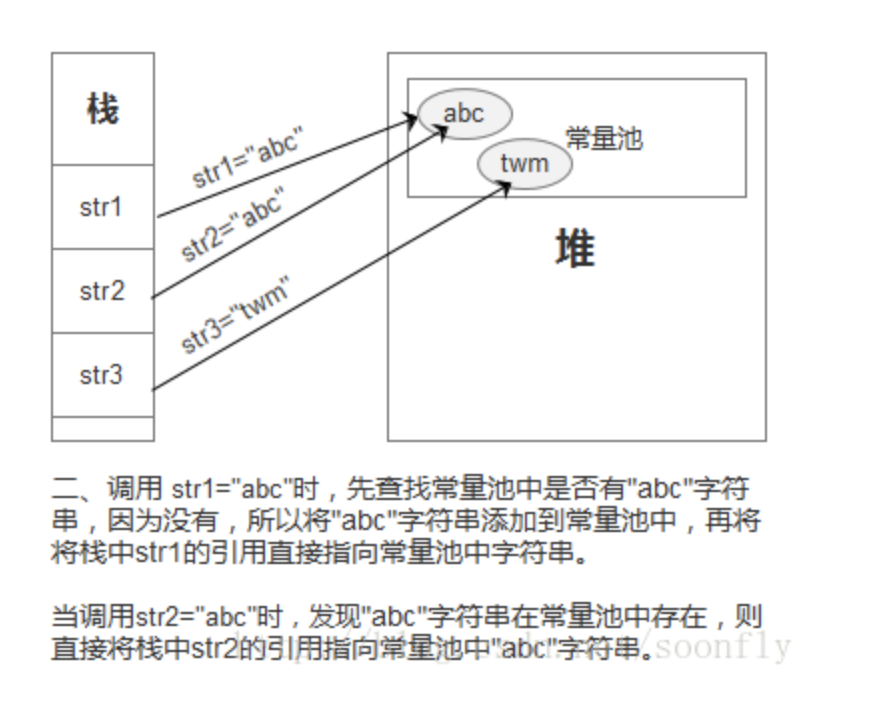 栈
str1
str2
str3
str1="abc"
str2="abc"
str3="twm"
abc
twm
常量池
堆
二、调用 str1="abc"时，先查找常量池中是否有"abc"字符
串，因为没有，所以将"abc"字符串添加到常量池中，再将
将栈中str1的引用直接指向常量池中字符串。
当调用str2="abc"时，发现"abc"字符串在常量池中存在，则
直接将栈中str2的引用指向常量池中"abc"字符串。
soonfly